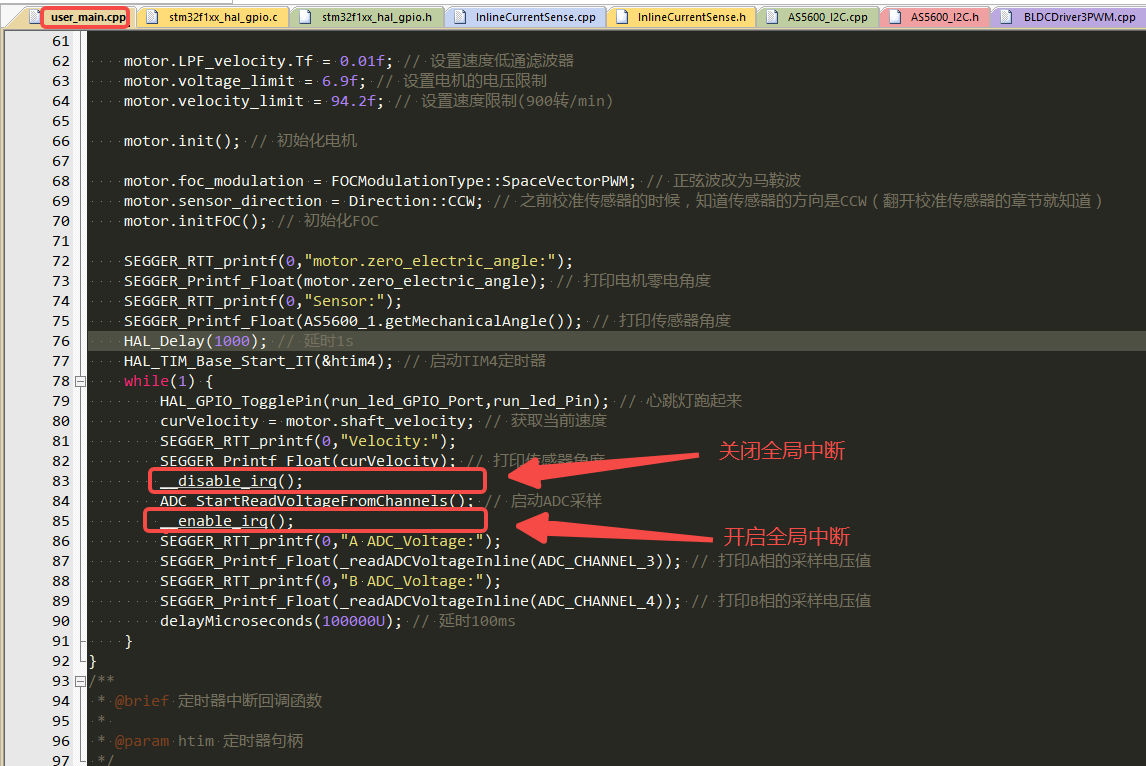 user_main.cpp stm32f1xx_hal_gpio.c stm32f1xx_hal_gpio.h InlineCurrentSense.cpp InlineCurrentSense.h AS5600_I2C.cpp AS5600_I2C.h BLDCDriver3PWM.cpp
61
62 motor.LPF_velocity.Tf = 0.01f; // 设置速度低通滤波器
63 motor.voltage_limit = 6.9f; // 设置电机的电压限制
64 motor.velocity_limit = 94.2f; // 设置速度限制(900转/min)
65
66 motor.init(); // 初始化电机
67
68 motor.foc_modulation = FOCModulationType::SpaceVectorPWM; // 正弦波改为马鞍波
69 motor.sensor_direction = Direction::CCW; // 之前校准传感器的时候，知道传感器的方向是CCW（翻开校准传感器的章节就知道）
70 motor.initFOC(); // 初始化FOC
71
72 SEGGER_RTT_printf(0,"motor.zero_electric_angle:");
73 SEGGER_Printf_Float(motor.zero_electric_angle); // 打印电机零电角度
74 SEGGER_RTT_printf(0,"Sensor:");
75 SEGGER_Printf_Float(AS5600_1.getMechanicalAngle()); // 打印传感器角度
76 HAL_Delay(1000); // 延时1s
77 HAL_TIM_Base_Start_IT(&htim4); // 启动TIM4定时器
78 while(1) {
79 HAL_GPIO_TogglePin(run_led_GPIO_Port,run_led_Pin); // 心跳灯跑起来
80 curVelocity = motor.shaft_velocity; // 获取当前速度
81 SEGGER_RTT_printf(0,"Velocity:");
82 SEGGER_Printf_Float(curVelocity); // 打印传感器角度
关闭全局中断
83 __disable_irq();
84 ADC_StartReadVoltageFromChannels(); // 启动ADC采样
85 __enable_irq();
开启全局中断
86 SEGGER_RTT_printf(0,"A ADC_Voltage:");
87 SEGGER_Printf_Float(_readADCVoltageInline(ADC_CHANNEL_3)); // 打印A相的采样电压值
88 SEGGER_RTT_printf(0,"B ADC_Voltage:");
89 SEGGER_Printf_Float(_readADCVoltageInline(ADC_CHANNEL_4)); // 打印B相的采样电压值
90 delayMicroseconds(100000U); // 延时100ms
91 }
92 }
93 /**
94 * @brief 定时器中断回调函数
95 *
96 * @param htim 定时器句柄
97 */